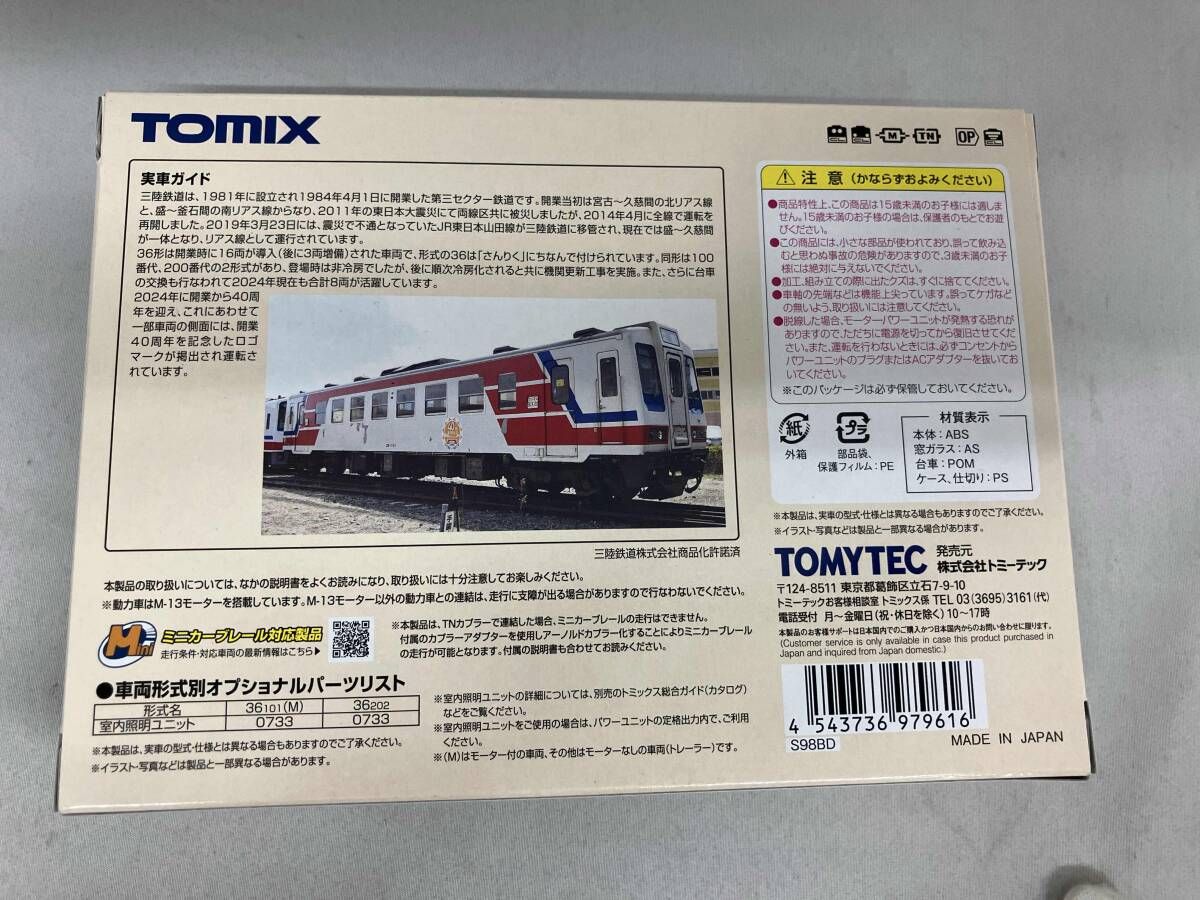 TOMIX
M
TN
OP
実車ガイド
三陸鉄道は、1981年に設立され1984年4月1日に開業した第三セクター鉄道です。開業当初は宮古~久慈間の北リアス線
と、盛~釜石間の南リアス線からなり、2011年の東日本大震災にて両線区共に被災しましたが、2014年4月に全線で運転を
再開しました。2019年3月23日には、震災で不通となっていたJR東日本山田線が三陸鉄道に移管され、現在では盛~久慈間
が一体となり、リアス線として運行されています。
36形は開業時に16両が導入（後に3両増備）された車両で、形式の36は「さんりく」にちなんで付けられています。同形は100
番代、200番代の2形式があり、登場時は非冷房でしたが、後に順次冷房化されると共に機関更新工事を実施。また、さらに台車
の交換も行なわれて2024年現在も合計8両が活躍しています。
2024年に開業から40周
年を迎え、これにあわせて
一部車両の側面には、開業
40周年を記念したロゴ
マークが掲出され運転さ
れています。
三陸鉄道株式会社商品化許諾済
本製品の取り扱いについては、なかの説明書をよくお読みになり、取り扱いには十分注意してお楽しみください。
※動力車はM-13モーターを搭載しています。M-13モーター以外の動力車との連結は、走行に支障が出る場合がありますので行なわないでください。
Mini
ミニカーブレール対応製品
走行条件・対応車両の最新情報はこちら▶
※本製品は、TNカプラーで連結した場合、ミニカーブレールの走行はできません。
付属のカプラーアダプターを使用しアーノルドカプラー化することによりミニカーブレール
の走行が可能となります。付属の説明書も合わせてお読みください。
●車両形式別オプショナルパーツリスト
形式名 36101(M) 36202
室内照明ユニット 0733 0733
※本製品は、実車の型式・仕様とは異なる場合もありますのでご了承ください。
※イラスト・写真などは製品と一部異なる場合があります。
※室内照明ユニットの詳細については、別売のトミックス総合ガイド（カタログ）
などをご覧ください。
※室内照明ユニットをご使用の場合は、パワーユニットの定格出力内で、ご利用
ください。
※（M）はモーター付の車両、その他はモーターなしの車両（トレーラー）です。
⚠ 注意（かならずおよみください）
●商品特性上、この商品は15歳未満のお子様には適しま
せん。15歳未満のお子様の場合は、保護者のもとでお遊
びください。
●この商品には、小さな部品が使われており、誤って飲み込
むと思わぬ事故の危険がありますので、3歳未満のお子
様には絶対に与えないでください。
●加工、組み立ての際に出たクズは、すぐに捨ててください。
●車軸の先端などは機能上尖っています。誤ってケガなど
の無いよう、取り扱いには注意してください。
●脱線した場合、モーター・パワーユニットが発熱する恐れが
ありますので、ただちに電源を切ってから復旧させてくだ
さい。また、運転を行わないときには、必ずコンセントから
パワーユニットのプラグまたはACアダプターを抜いてお
いてください。
※このパッケージは必ず保管しておいてください。
紙
外箱
プラ
部品袋、
保護フィルム：PE
材質表示
本体：ABS
窓ガラス：AS
台車：POM
ケース、仕切り：PS
※本製品は、実車の型式・仕様とは異なる場合もありますのでご了承ください。
※イラスト・写真などは製品と一部異なる場合があります。
TOMYTEC 発売元
株式会社トミーテック
〒124-8511 東京都葛飾区立石7-9-10
トミーテックお客様相談室 トミックス係 TEL 03(3695)3161(代)
電話受付 月~金曜日（祝・休日を除く）10~17時
本製品のお客様サポートは日本国内でのご購入かつ日本国内からのお問い合わせに限ります。
(Customer service is only available in case this product purchased in
Japan and inquired from Japan domestic.)
4 543736 979616
S98BD
MADE IN JAPAN